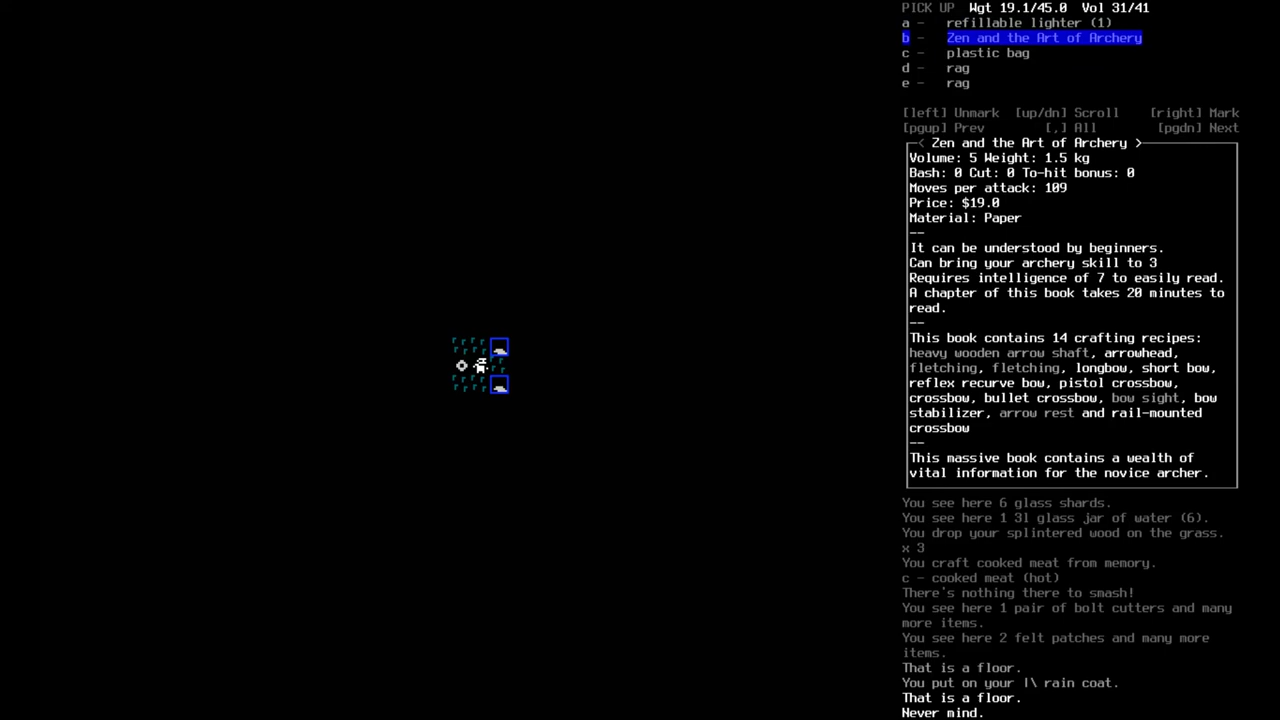 PICK UP  Wgt 19.1/45.0  Vol 31/41
a -   refillable lighter (1)
b -   Zen and the Art of Archery
c -   plastic bag
d -   rag
e -   rag
[left] Unmark  [up/dn] Scroll    [right] Mark
[pgup] Prev        [,] All        [pgdn] Next
< Zen and the Art of Archery >
Volume: 5 Weight: 1.5 kg
Bash: 0 Cut: 0 To-hit bonus: 0
Moves per attack: 109
Price: $19.0
Material: Paper
--
It can be understood by beginners.
Can bring your archery skill to 3
Requires intelligence of 7 to easily read.
A chapter of this book takes 20 minutes to
read.
--
This book contains 14 crafting recipes:
heavy wooden arrow shaft, arrowhead,
fletching, fletching, longbow, short bow,
reflex recurve bow, pistol crossbow,
crossbow, bullet crossbow, bow sight, bow
stabilizer, arrow rest and rail-mounted
crossbow
--
This massive book contains a wealth of
vital information for the novice archer.
You see here 6 glass shards.
You see here 1 3l glass jar of water (6).
You drop your splintered wood on the grass.
x 3
You craft cooked meat from memory.
c - cooked meat (hot)
There's nothing there to smash!
You see here 1 pair of bolt cutters and many
more items.
You see here 2 felt patches and many more
items.
That is a floor.
You put on your |\ rain coat.
That is a floor.
Never mind.